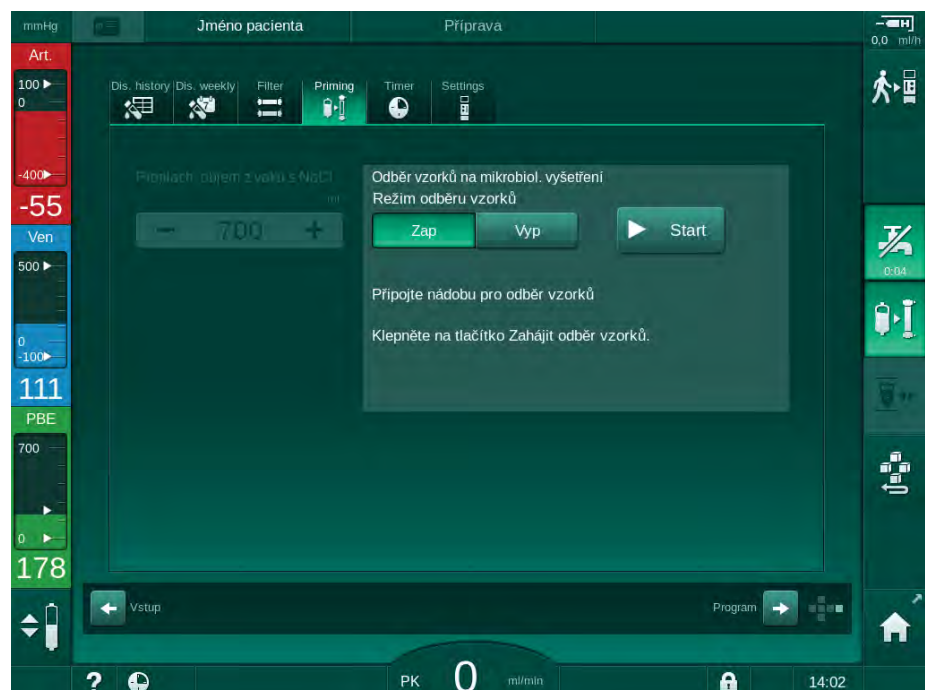 mmHg
Jméno pacienta
Příprava
0,0 ml/h
Art.
100
0
-400
-55
Ven
500
0
-100
111
PBE
700
0
178
Dis. history
Dis. weekly
Filter
Priming
Timer
Settings
objem z vaku s NaCl
ml
700
Odběr vzorků na mikrobiol. vyšetření
Režim odběru vzorků
Zap
Vyp
Start
Připojte nádobu pro odběr vzorků
Klepněte na tlačítko Zahájit odběr vzorků.
0:04
Vstup
Program
?
PK 0 ml/min
14:02